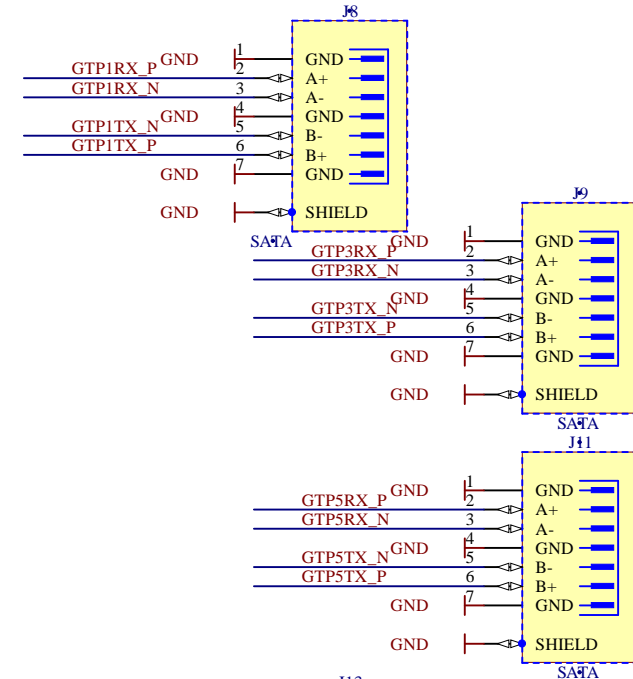 J8
GND 1 GND
GTP1RX_P 2 A+
GTP1RX_N 3 A-
GND 4 GND
GTP1TX_N 5 B-
GTP1TX_P 6 B+
GND 7 GND
GND SHIELD
SATA
J9
GND 1 GND
GTP3RX_P 2 A+
GTP3RX_N 3 A-
GND 4 GND
GTP3TX_N 5 B-
GTP3TX_P 6 B+
GND 7 GND
GND SHIELD
SATA
J11
GND 1 GND
GTP5RX_P 2 A+
GTP5RX_N 3 A-
GND 4 GND
GTP5TX_N 5 B-
GTP5TX_P 6 B+
GND 7 GND
GND SHIELD
SATA